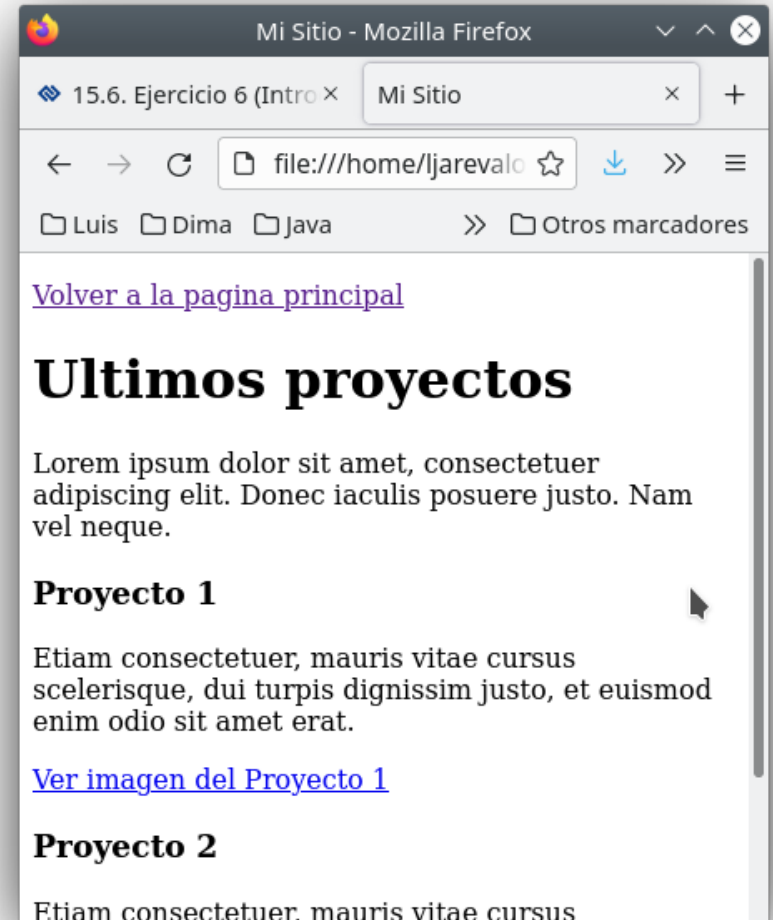 Mi Sitio - Mozilla Firefox
15.6. Ejercicio 6 (Intro
Mi Sitio
file:///home/ljarevalo
Luis Dima Java Otros marcadores
Volver a la pagina principal
Ultimos proyectos
Lorem ipsum dolor sit amet, consectetuer
adipiscing elit. Donec iaculis posuere justo. Nam
vel neque.
Proyecto 1
Etiam consectetuer, mauris vitae cursus
scelerisque, dui turpis dignissim justo, et euismod
enim odio sit amet erat.
Ver imagen del Proyecto 1
Proyecto 2
Etiam consectetuer, mauris vitae cursus